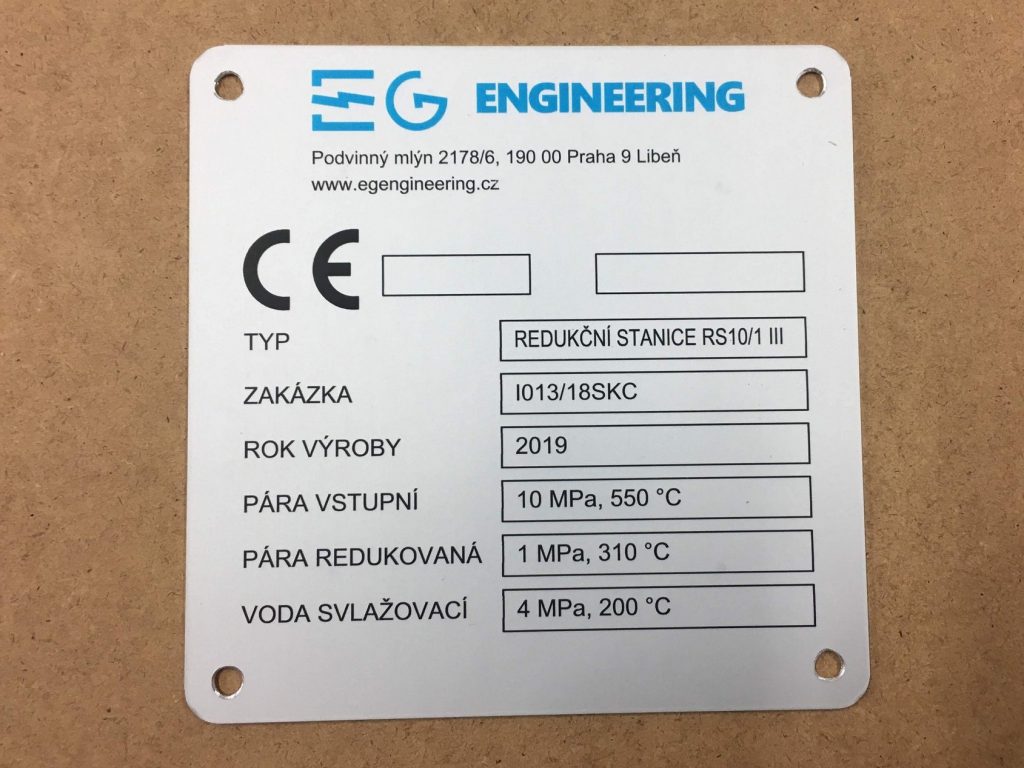 EG ENGINEERING
Podvinný mlýn 2178/6, 190 00 Praha 9 Libeň
www.egengineering.cz
CE
TYP REDUKČNÍ STANICE RS10/1 III
ZAKÁZKA I013/18SKC
ROK VÝROBY 2019
PÁRA VSTUPNÍ 10 MPa, 550 °C
PÁRA REDUKOVANÁ 1 MPa, 310 °C
VODA SVLAŽOVACÍ 4 MPa, 200 °C